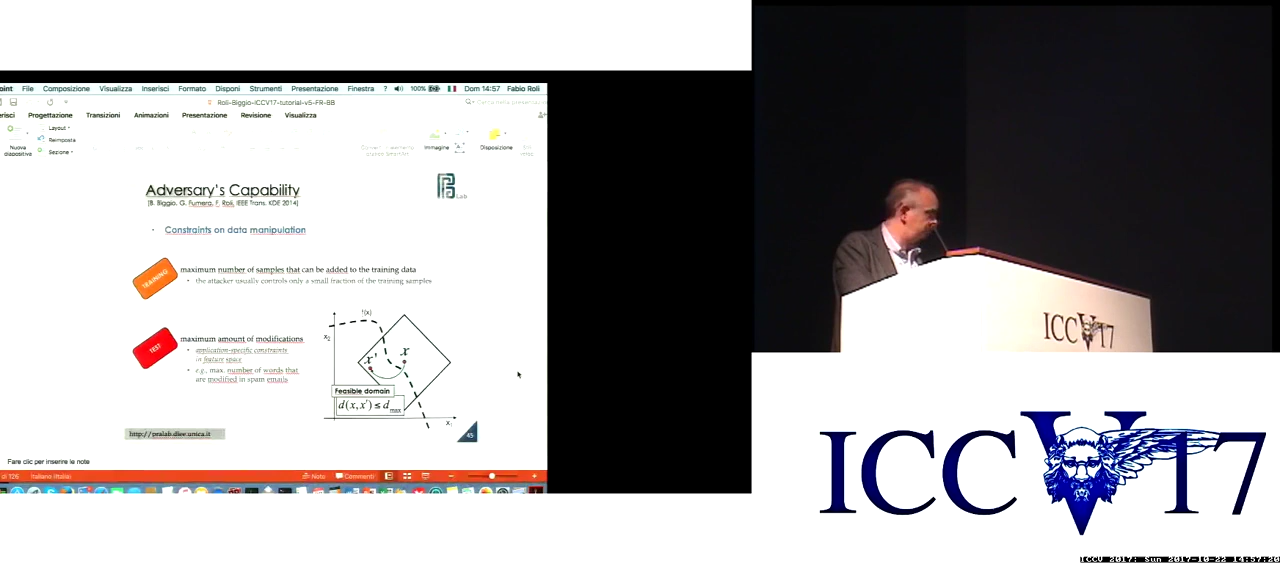 oint File Composizione Visualizza Inserisci Formato Disponi Strumenti Presentazione Finestra ? 100% Dom 14:57 Fabio Roli
Roli-Biggio-ICCV17-tutorial-v5-FR-BB
erisci Progettazione Transizioni Animazioni Presentazione Revisione Visualizza
Nuova
diapositiva
Layout
Reimposta
Sezione
Immagine
Disposizione
Adversary's Capability
Lab
[B. Biggio, G. Fumera, F. Roli, IEEE Trans. KDE 2014]
• Constraints on data manipulation
TRAINING
maximum number of samples that can be added to the training data
• the attacker usually controls only a small fraction of the training samples
TEST
maximum amount of modifications
• application-specific constraints
in feature space
• e.g., max. number of words that
are modified in spam emails
f(x)
x2
x'
x
Feasible domain
d(x, x') ≤ dmax
x1
http://pralab.diee.unica.it
45
Fare clic per inserire le note
di 126 Italiano (Italia) Note Commenti
ICCV17
ICCV17
ICCV 2017: Sun 2017-10-22 14:57:20